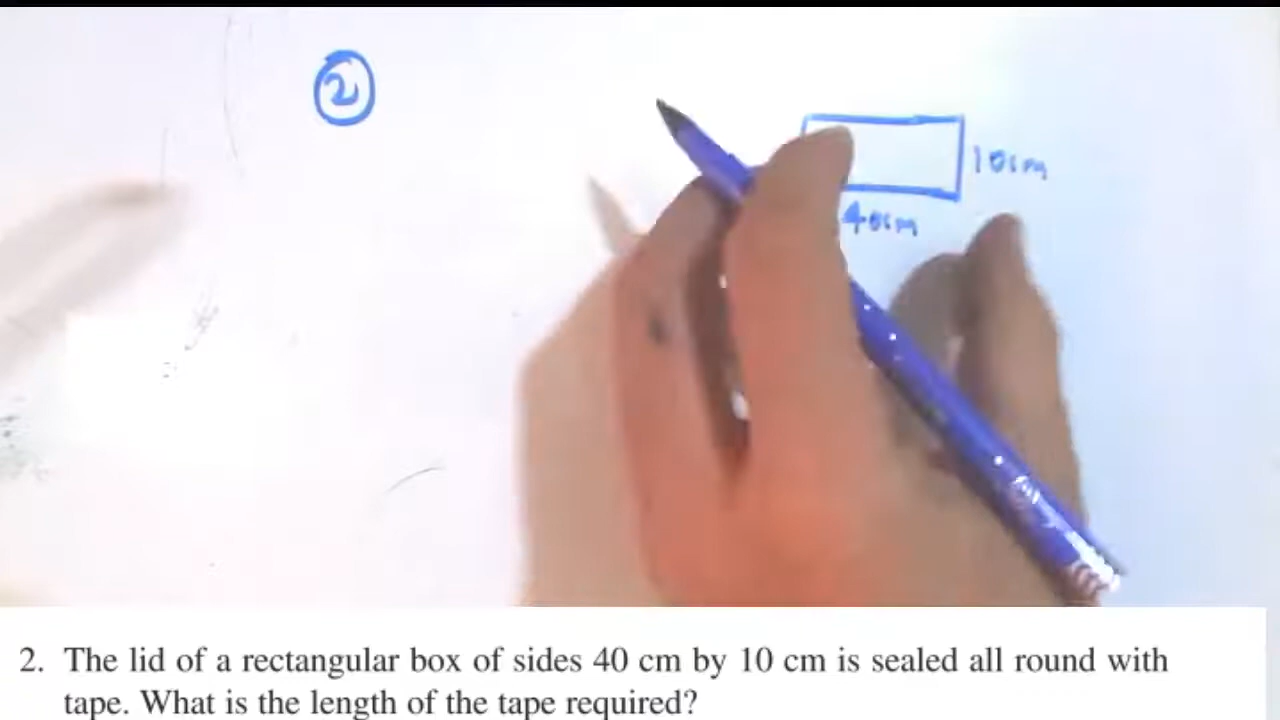 2
10cm
40cm
2. The lid of a rectangular box of sides 40 cm by 10 cm is sealed all round with
tape. What is the length of the tape required?